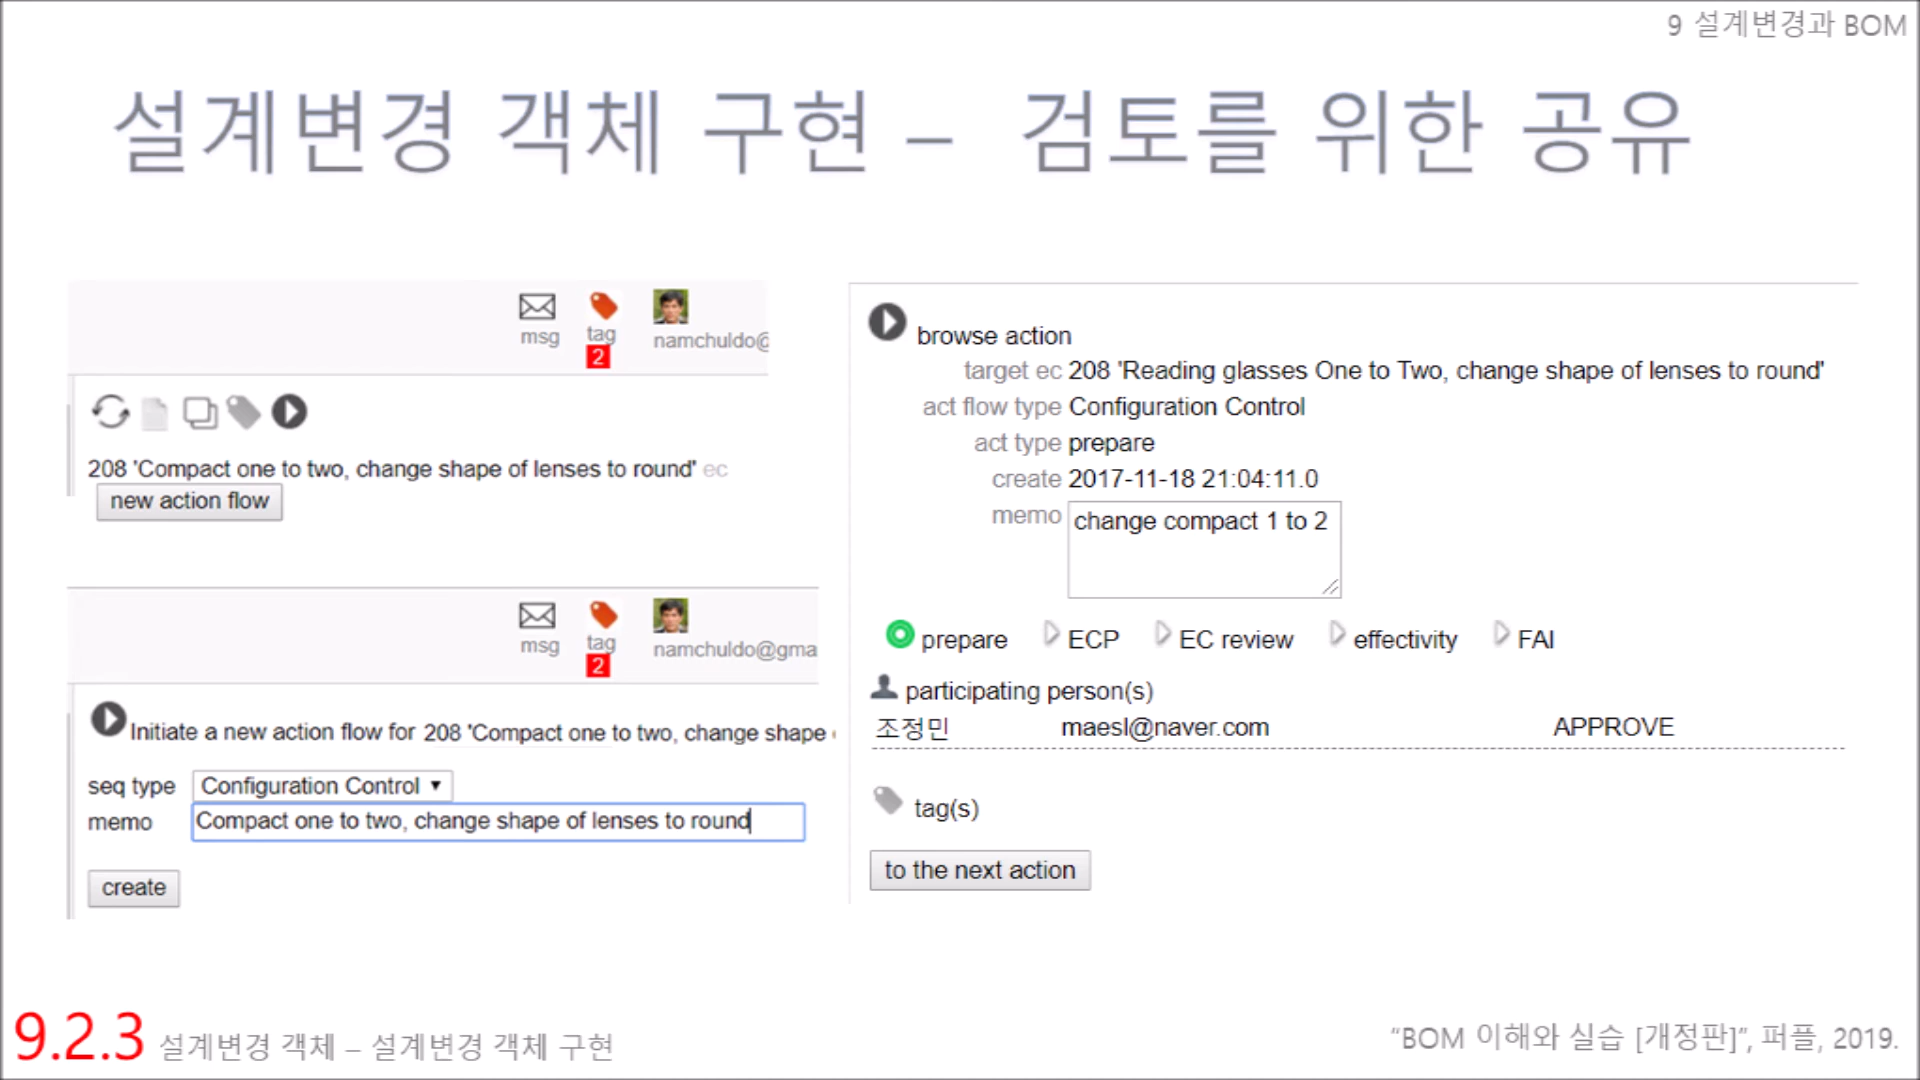 9 설계변경과 BOM
설계변경 객체 구현 – 검토를 위한 공유
msg
tag
2
namchuldo@
208 'Compact one to two, change shape of lenses to round' ec
new action flow
msg
tag
2
namchuldo@gma
Initiate a new action flow for 208 'Compact one to two, change shape
seq type Configuration Control ▼
memo Compact one to two, change shape of lenses to round
create
browse action
target ec 208 'Reading glasses One to Two, change shape of lenses to round'
act flow type Configuration Control
act type prepare
create 2017-11-18 21:04:11.0
memo change compact 1 to 2
prepare ECP EC review effectivity FAI
participating person(s)
조정민 maesl@naver.com APPROVE
tag(s)
to the next action
9.2.3 설계변경 객체 – 설계변경 객체 구현
“BOM 이해와 실습 [개정판]”, 퍼플, 2019.